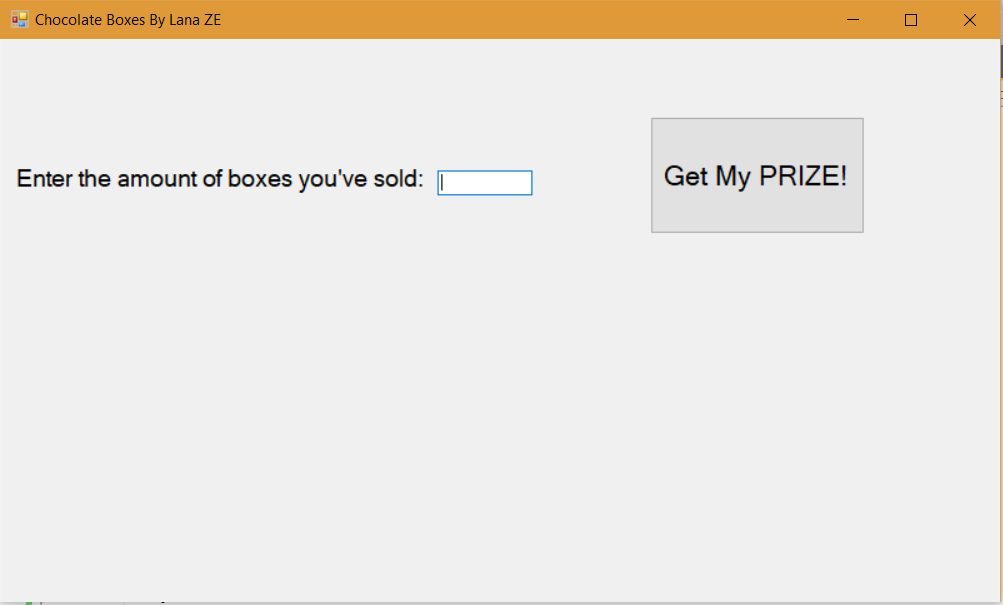 Chocolate Boxes By Lana ZE
Enter the amount of boxes you've sold:
Get My PRIZE!